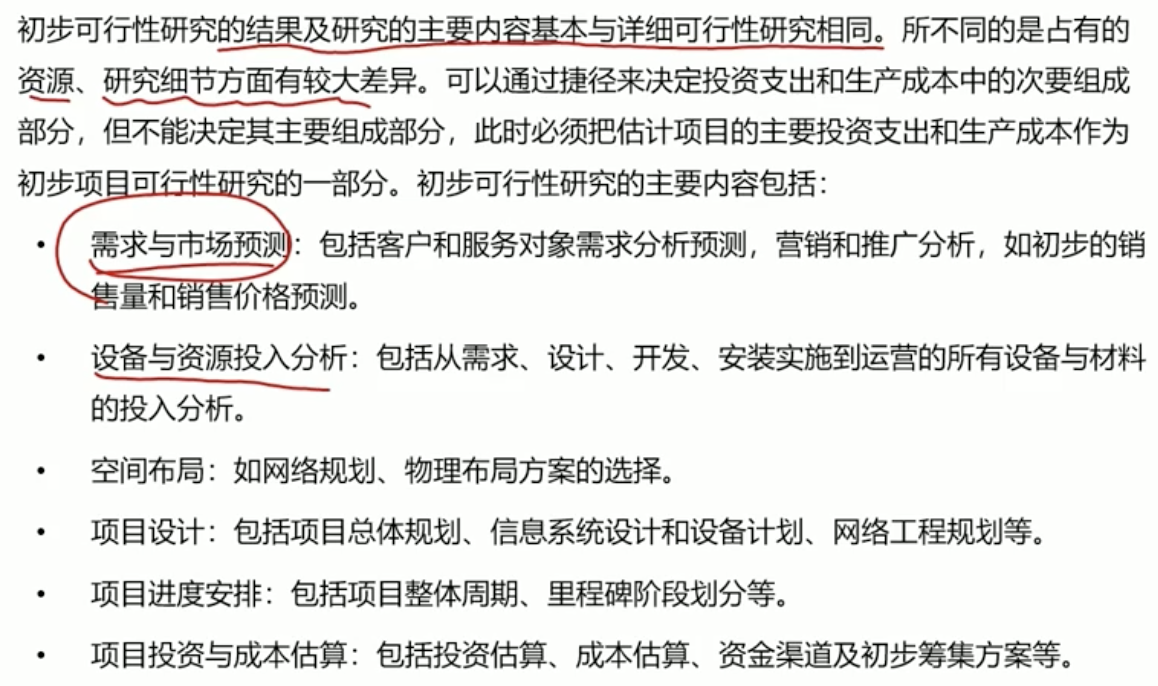 初步可行性研究的结果及研究的主要内容基本与详细可行性研究相同。所不同的是占有的
资源、研究细节方面有较大差异。可以通过捷径来决定投资支出和生产成本中的次要组成
部分，但不能决定其主要组成部分，此时必须把估计项目的主要投资支出和生产成本作为
初步项目可行性研究的一部分。初步可行性研究的主要内容包括：
• 需求与市场预测：包括客户和服务对象需求分析预测，营销和推广分析，如初步的销
售量和销售价格预测。
• 设备与资源投入分析：包括从需求、设计、开发、安装实施到运营的所有设备与材料
的投入分析。
• 空间布局：如网络规划、物理布局方案的选择。
• 项目设计：包括项目总体规划、信息系统设计和设备计划、网络工程规划等。
• 项目进度安排：包括项目整体周期、里程碑阶段划分等。
• 项目投资与成本估算：包括投资估算、成本估算、资金渠道及初步筹集方案等。